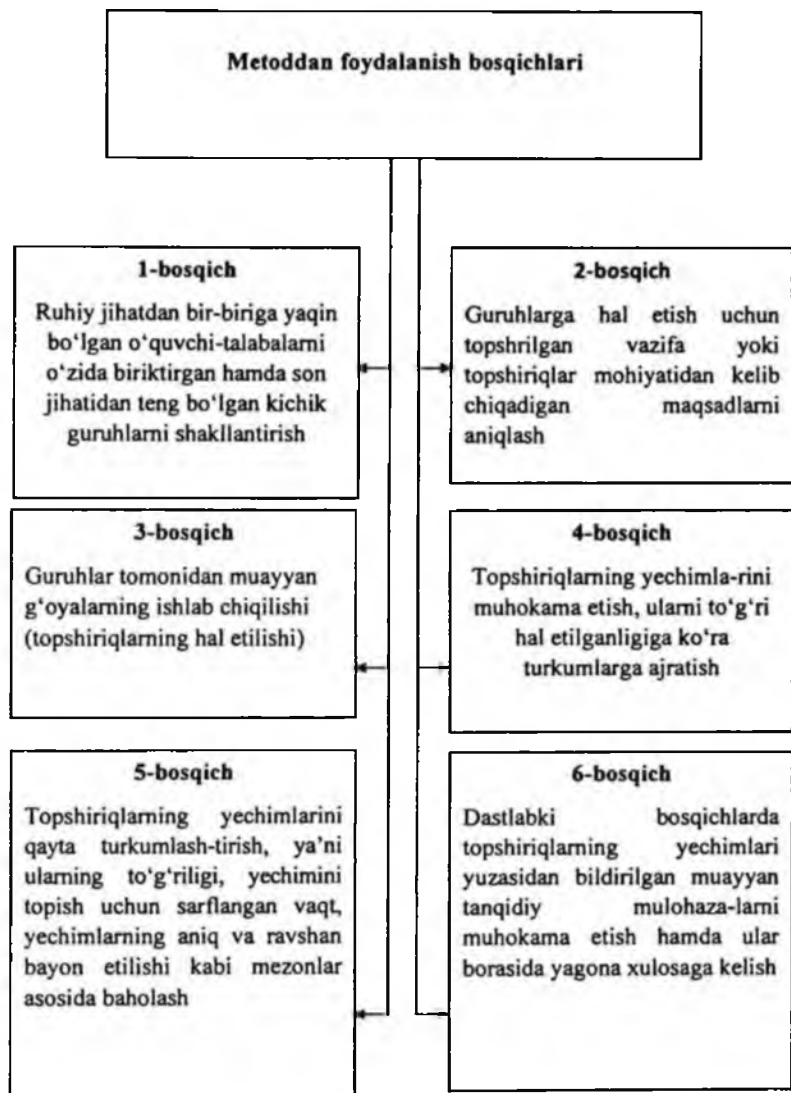 Metoddan foydalanish bosqichlari
1-bosqich
Ruhiy jihatdan bir-biriga yaqin
bo‘lgan o‘quvchi-talabalarni
o‘zida biriktirgan hamda son
jihatidan teng bo‘lgan kichik
guruhlarni shakllantirish
2-bosqich
Guruhlarga hal etish uchun
topshrilgan vazifa yoki
topshiriqlar mohiyatidan kelib
chiqadigan maqsadlarni
aniqlash
3-bosqich
Guruhlar tomonidan muayyan
g‘oyalarning ishlab chiqilishi
(topshiriqlarning hal etilishi)
4-bosqich
Topshiriqlarning yechimla-rini
muhokama etish, ularni to‘g‘ri
hal etilganligiga ko‘ra
turkumlarga ajratish
5-bosqich
Topshiriqlarning yechimlarini
qayta turkumlash-tirish, ya’ni
ularning to‘g‘riligi, yechimini
topish uchun sarflangan vaqt,
yechimlarning aniq va ravshan
bayon etilishi kabi mezonlar
asosida baholash
6-bosqich
Dastlabki bosqichlarda
topshiriqlarning yechimlari
yuzasidan bildirilgan muayyan
tanqidiy mulohaza-larni
muhokama etish hamda ular
borasida yagona xulosaga kelish